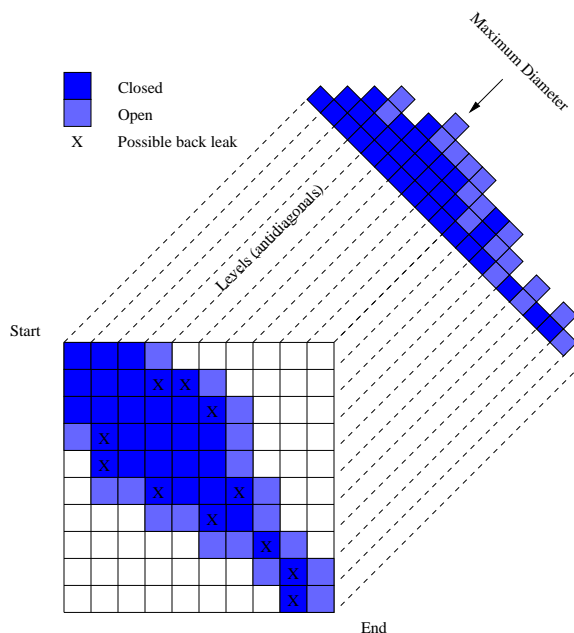 Maximum Diameter
Closed
Open
X Possible back leak
Levels (antidiagonals)
Start
X X
X
X
X
X X
X
X
X
X
End